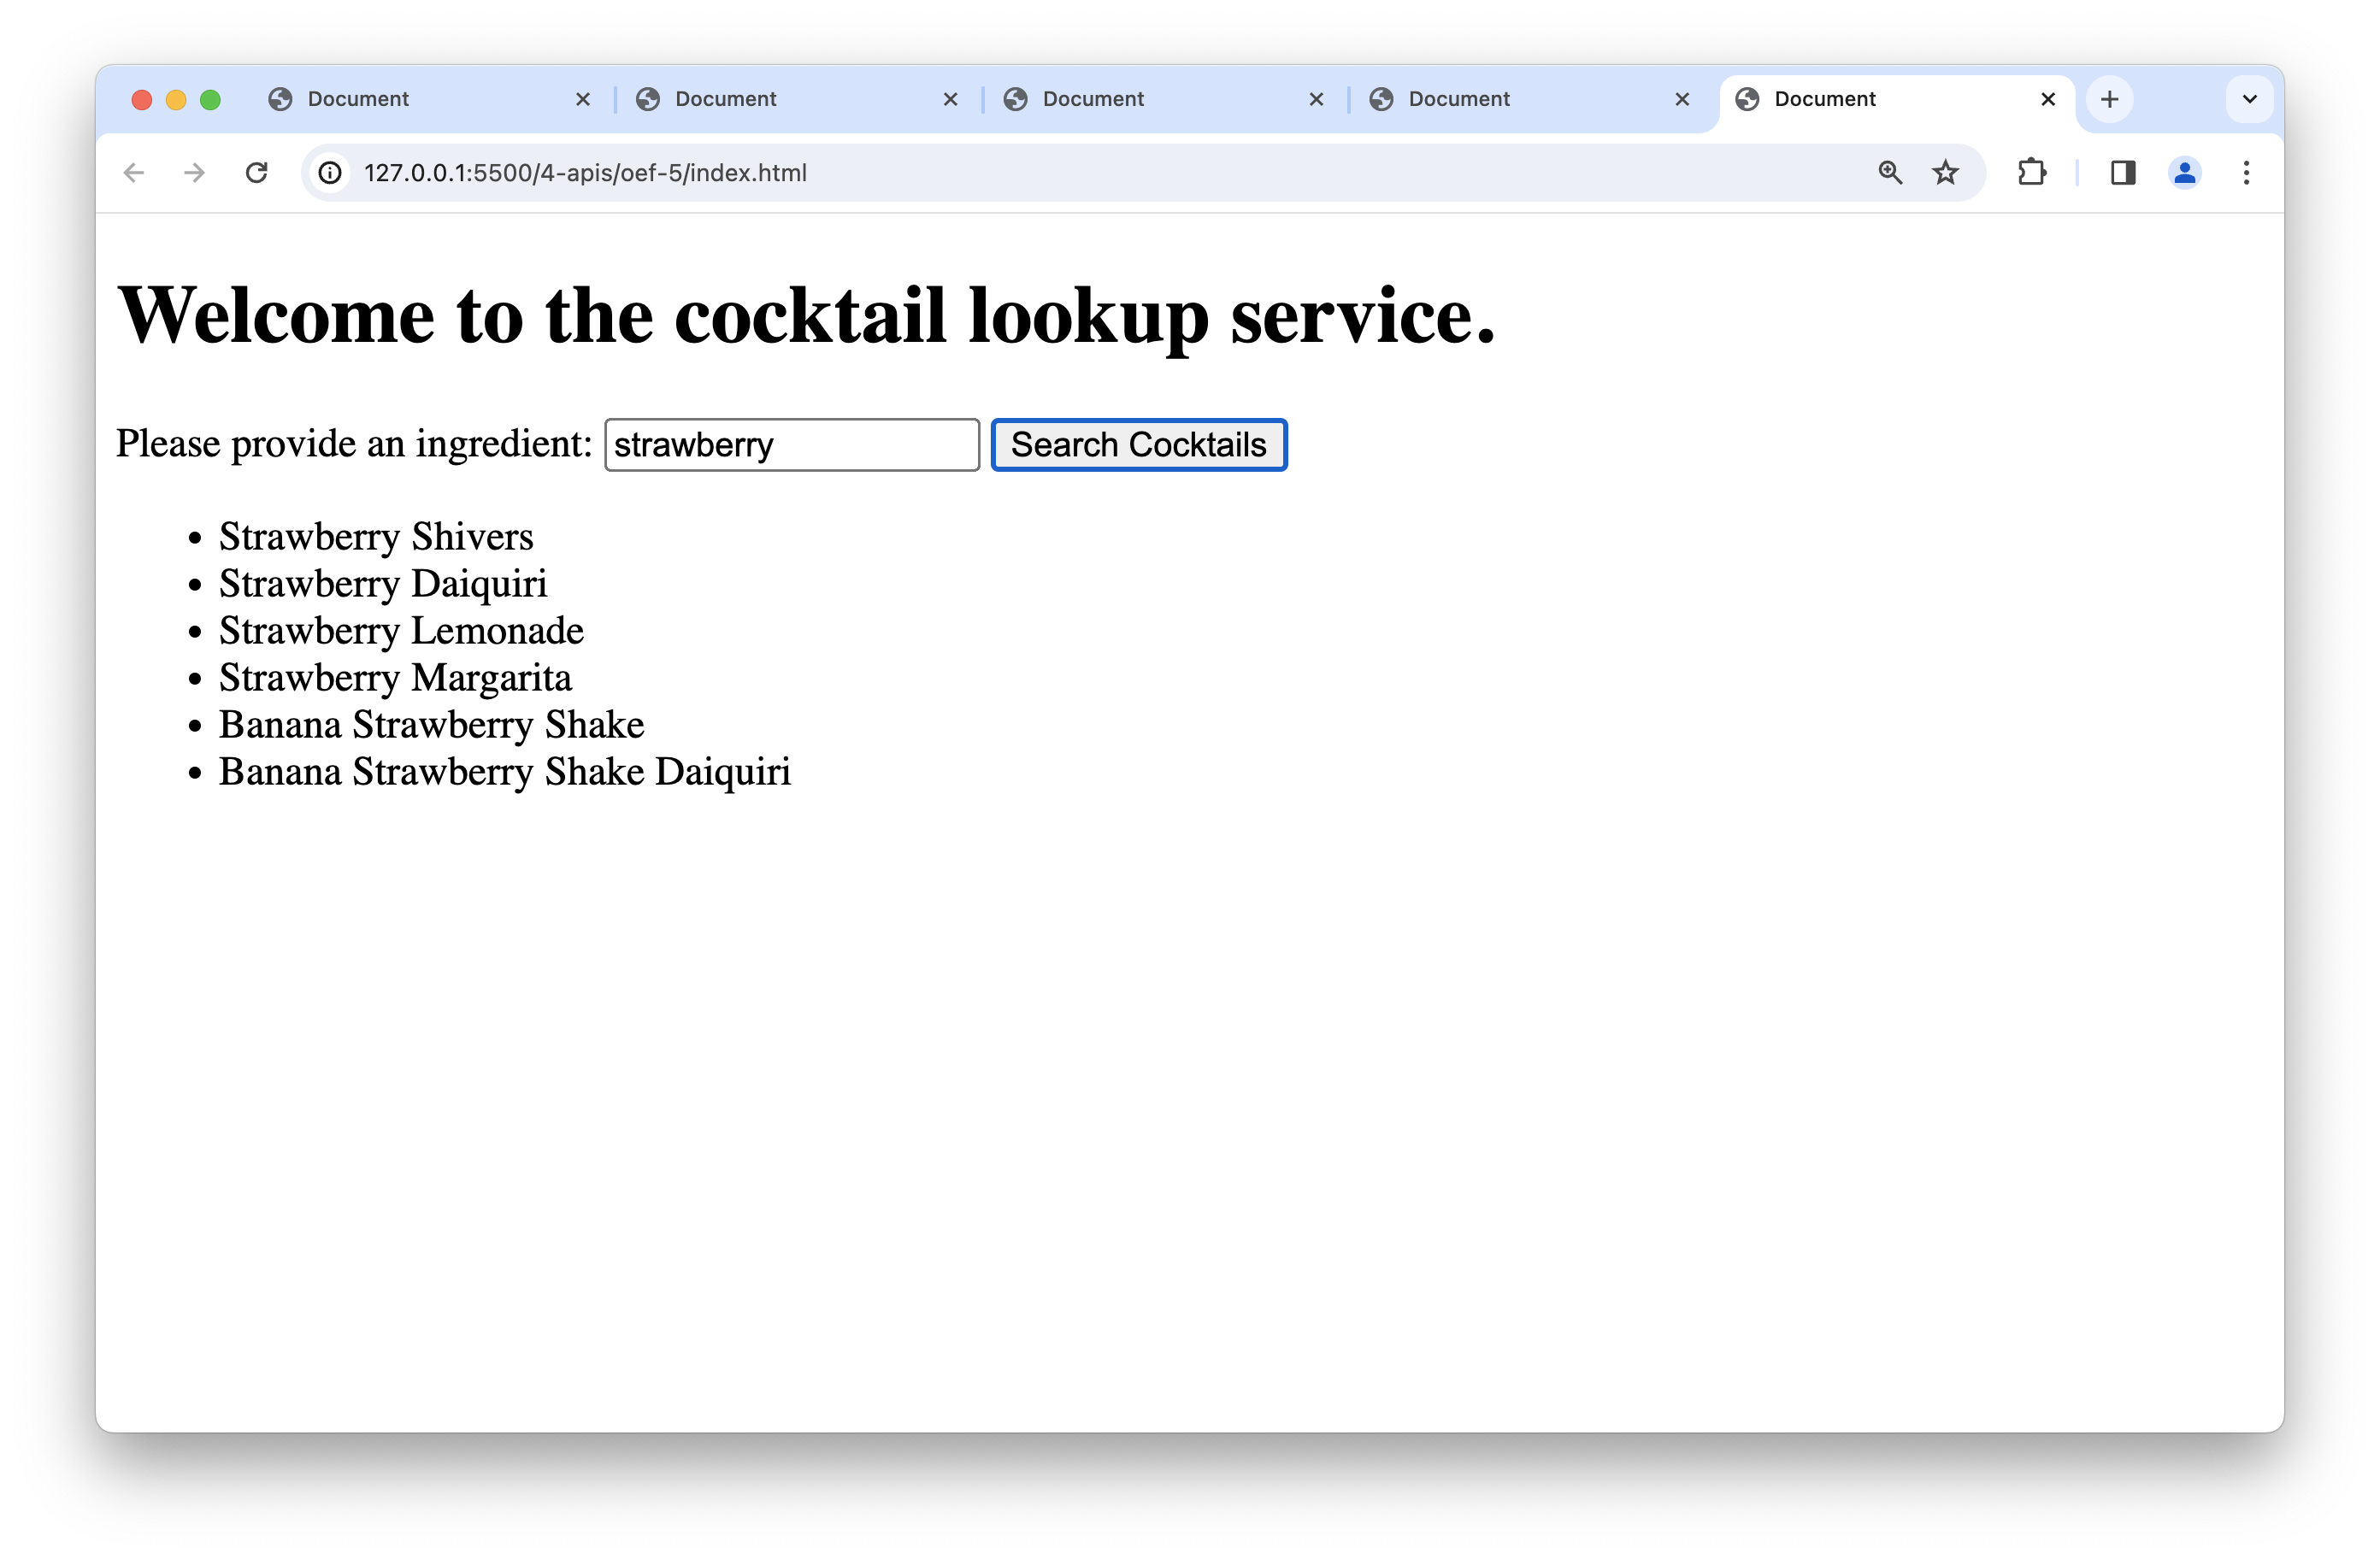 Document Document Document Document Document
127.0.0.1:5500/4-apis/oef-5/index.html
Welcome to the cocktail lookup service.
Please provide an ingredient: strawberry Search Cocktails
Strawberry Shivers
Strawberry Daiquiri
Strawberry Lemonade
Strawberry Margarita
Banana Strawberry Shake
Banana Strawberry Shake Daiquiri